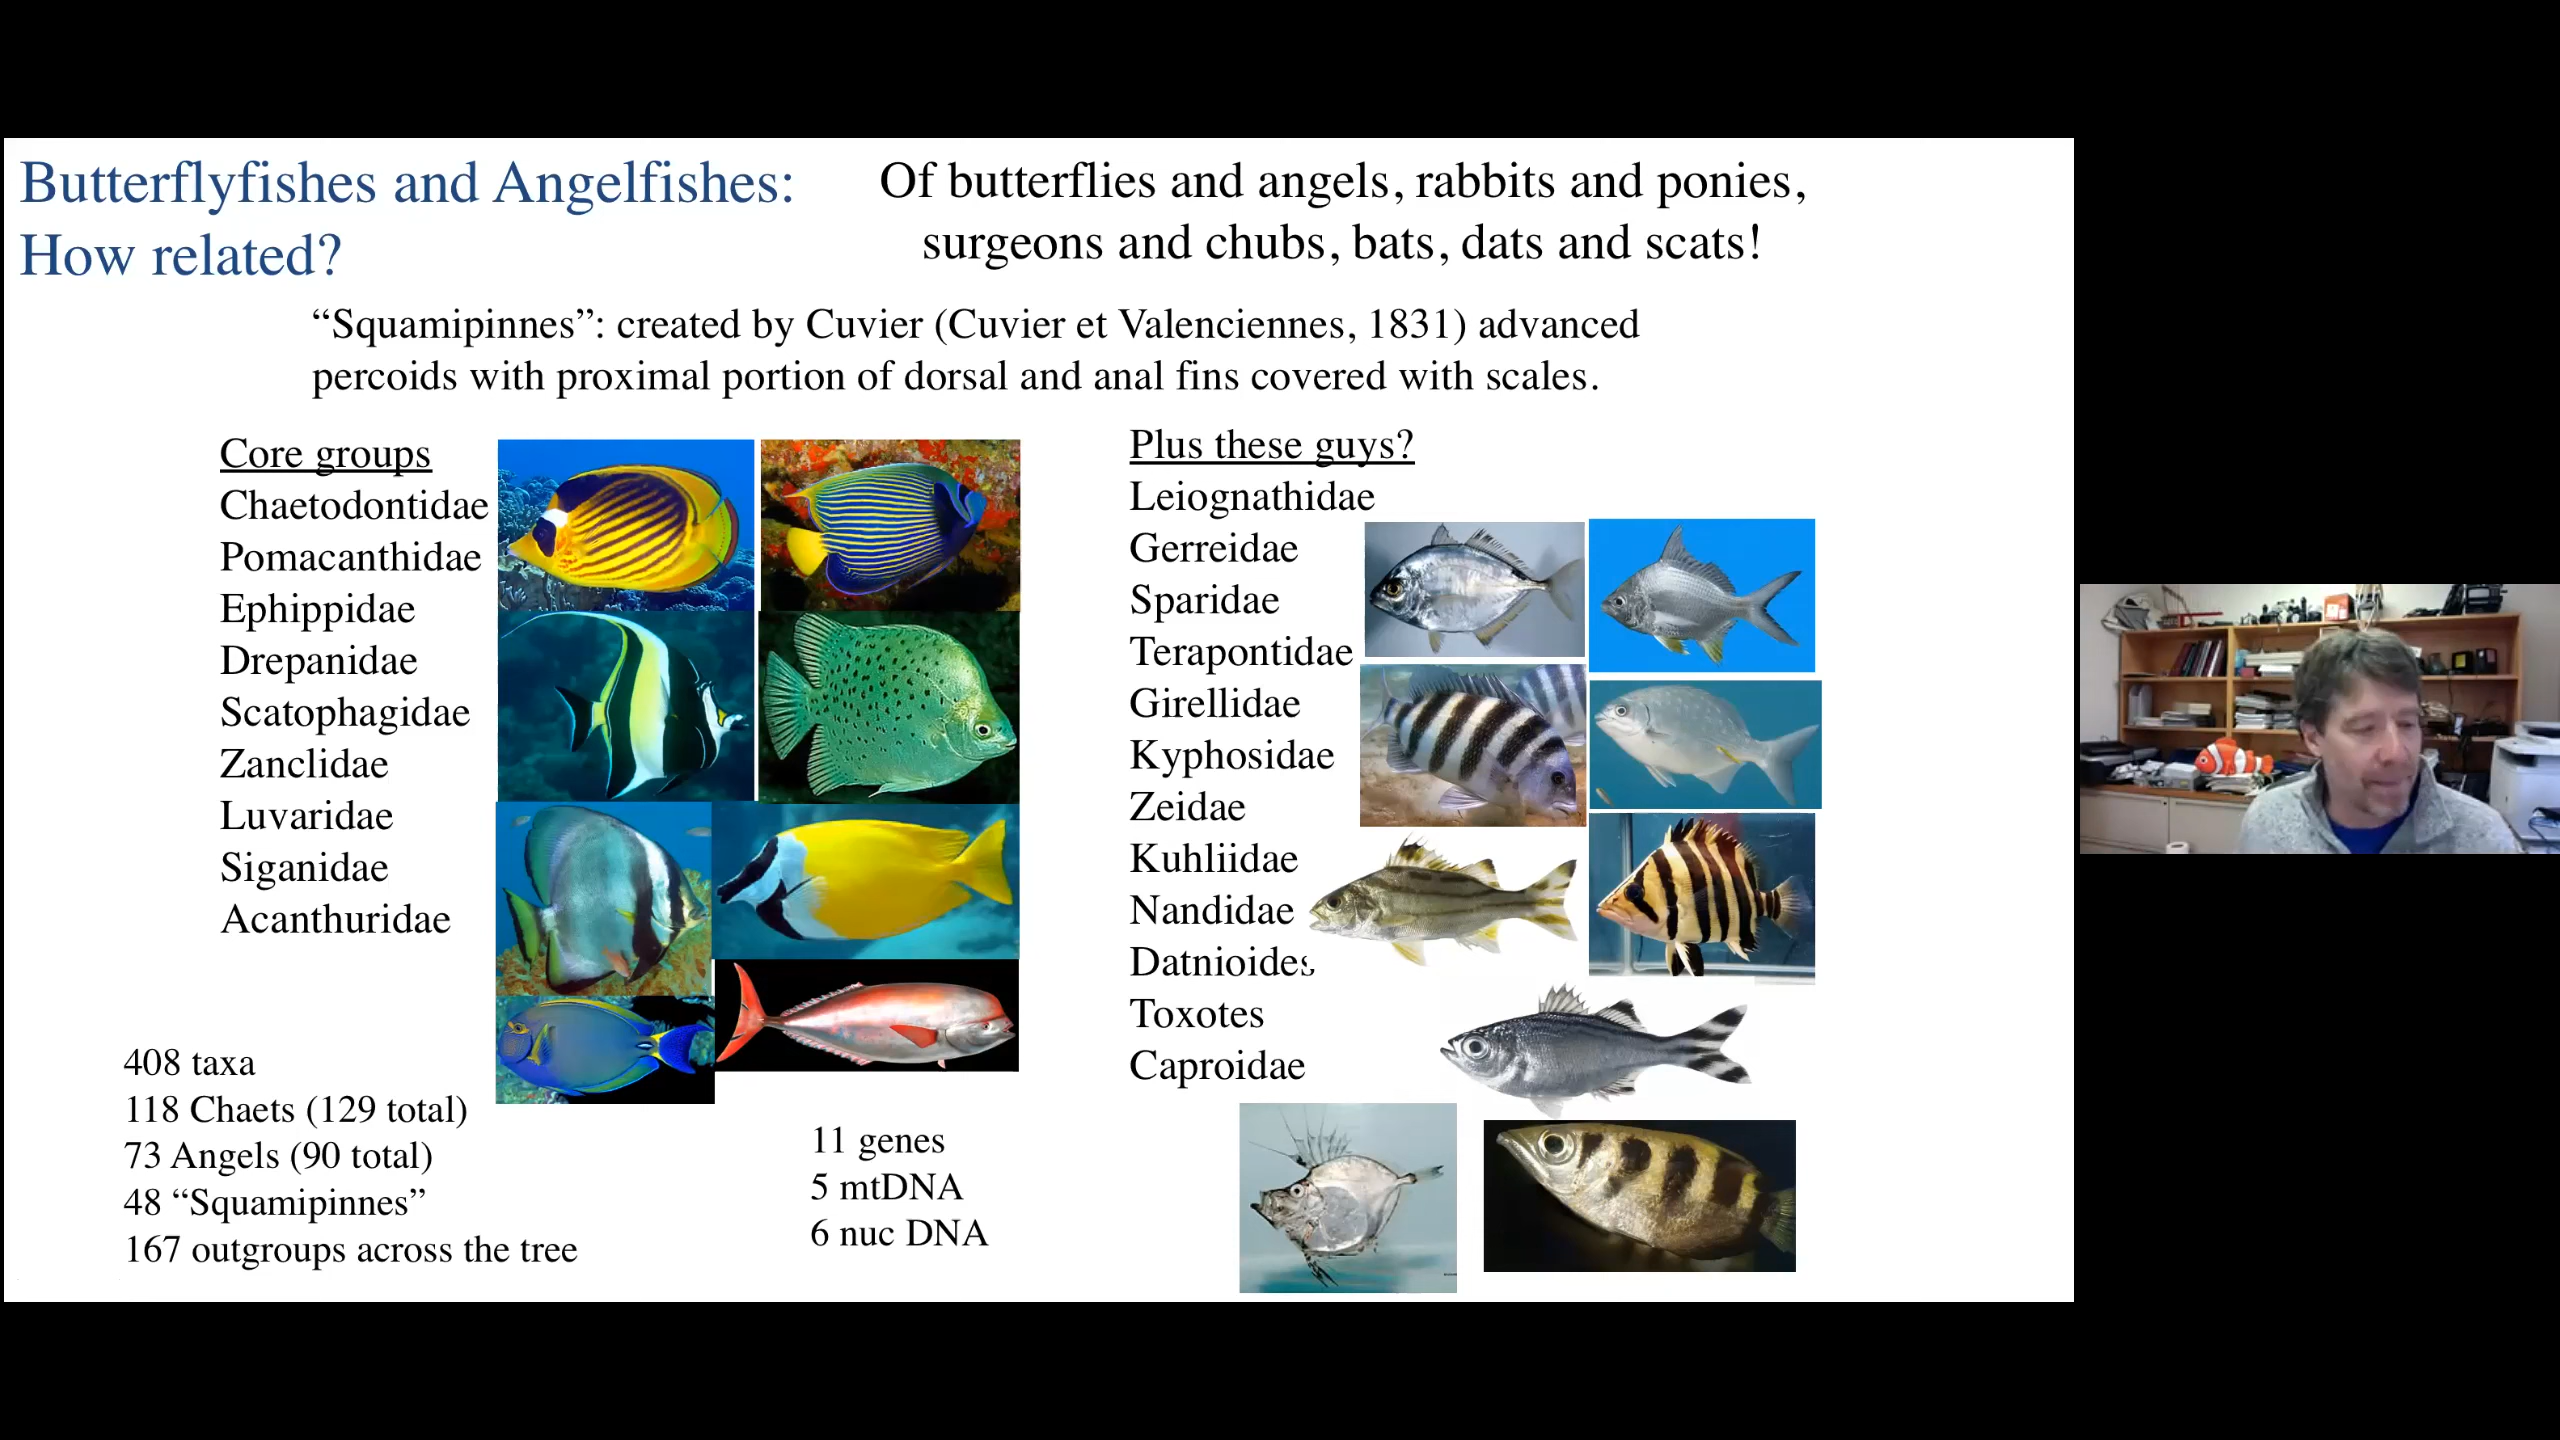 Butterflyfishes and Angelfishes:
How related?
Of butterflies and angels, rabbits and ponies,
surgeons and chubs, bats, dats and scats!
“Squamipinnes”: created by Cuvier (Cuvier et Valenciennes, 1831) advanced
percoids with proximal portion of dorsal and anal fins covered with scales.
Core groups
Chaetodontidae
Pomacanthidae
Ephippidae
Drepanidae
Scatophagidae
Zanclidae
Luvaridae
Siganidae
Acanthuridae
408 taxa
118 Chaets (129 total)
73 Angels (90 total)
48 “Squamipinnes”
167 outgroups across the tree
11 genes
5 mtDNA
6 nuc DNA
Plus these guys?
Leiognathidae
Gerreidae
Sparidae
Terapontidae
Girellidae
Kyphosidae
Zeidae
Kuhliidae
Nandidae
Datnioides
Toxotes
Caproidae